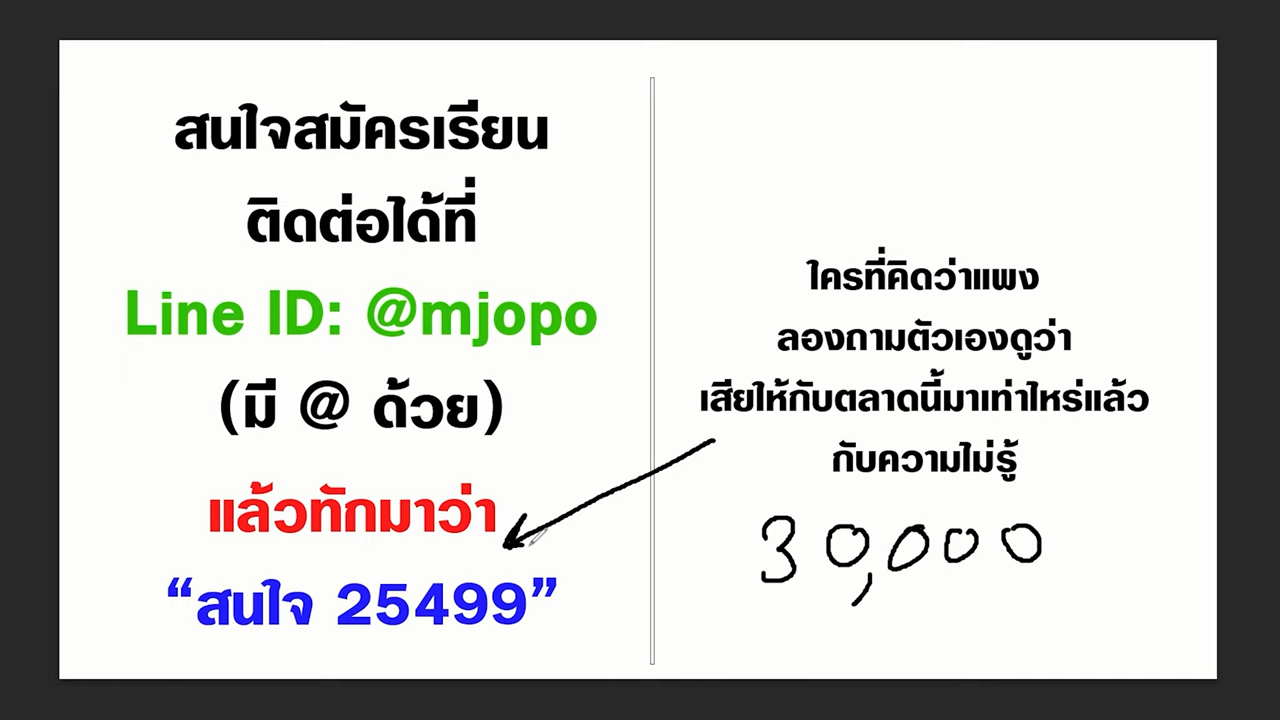 สนใจสมัครเรียน
ติดต่อได้ที่
Line ID: @mjopo
(มี @ ด้วย)
แล้วทักมาว่า
“สนใจ 25499”
ใครที่คิดว่าแพง
ลองถามตัวเองดูว่า
เสียให้กับตลาดนี้มาเท่าไหร่แล้ว
กับความไม่รู้
30,000